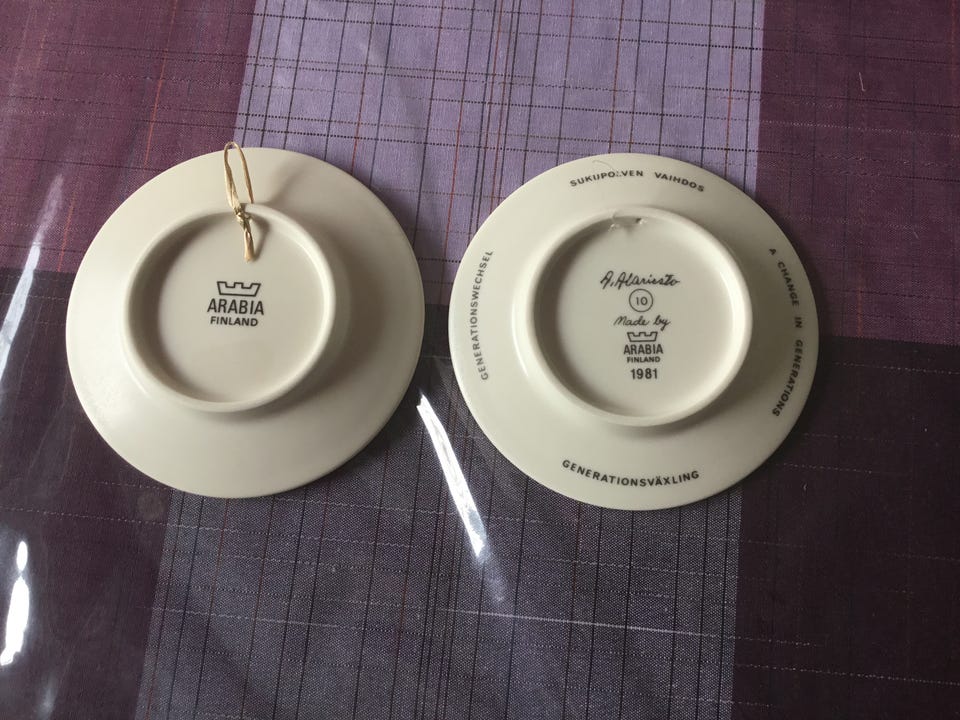 ARABIA
FINLAND
SUKUPOLVEN VAIHDOS
GENERATIONSWECHSEL
A CHANGE IN GENERATIONS
A. Alariesto
10
Made by
ARABIA
FINLAND
1981
GENERATIONSVÄXLING